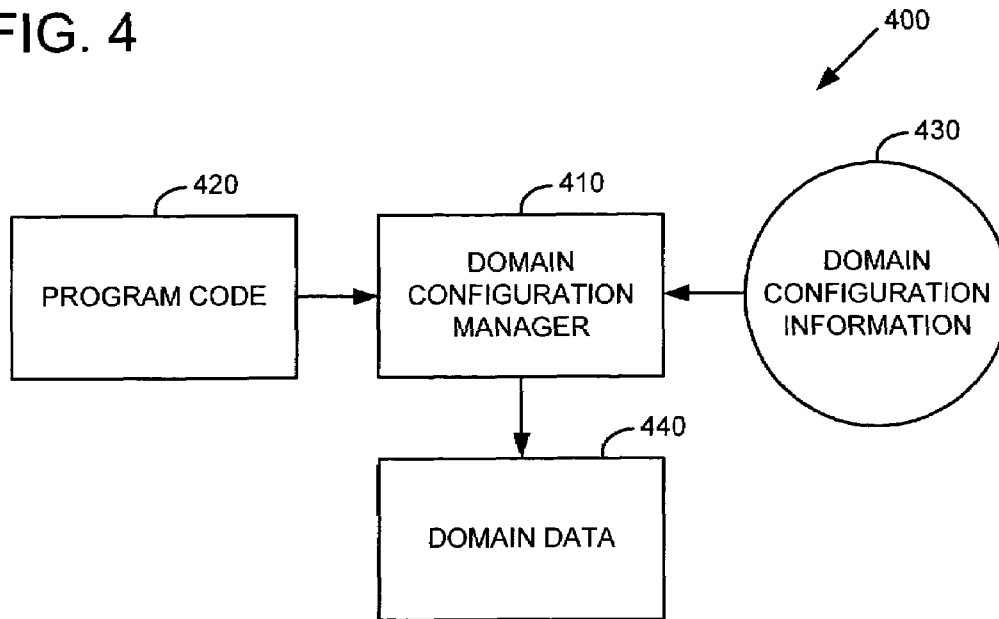 FIG. 4
400
430
420
410
PROGRAM CODE
DOMAIN
CONFIGURATION
MANAGER
DOMAIN
CONFIGURATION
INFORMATION
440
DOMAIN DATA